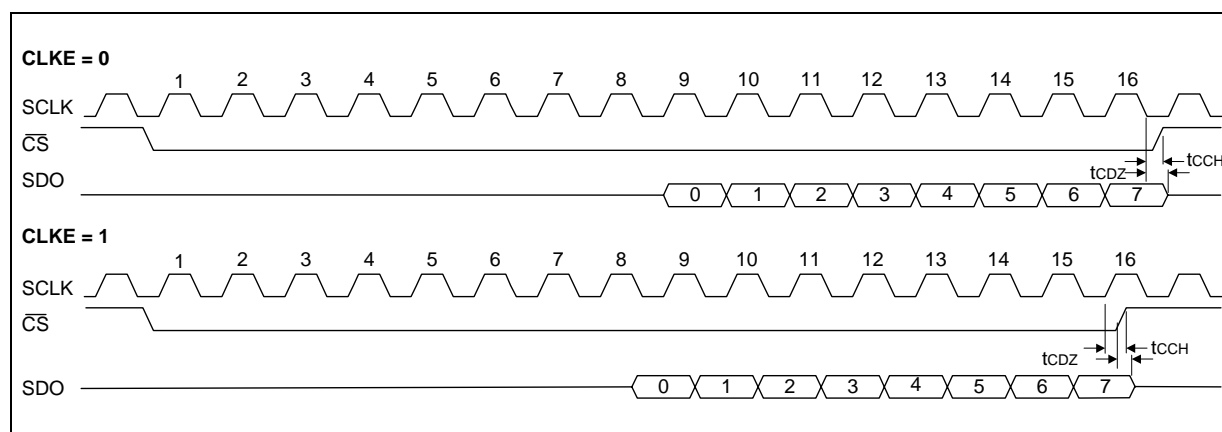 CLKE = 0
1 2 3 4 5 6 7 8 9 10 11 12 13 14 15 16
SCLK
CS
tCDZ tCCH
SDO
0 1 2 3 4 5 6 7
CLKE = 1
1 2 3 4 5 6 7 8 9 10 11 12 13 14 15 16
SCLK
CS
tCDZ tCCH
SDO
0 1 2 3 4 5 6 7